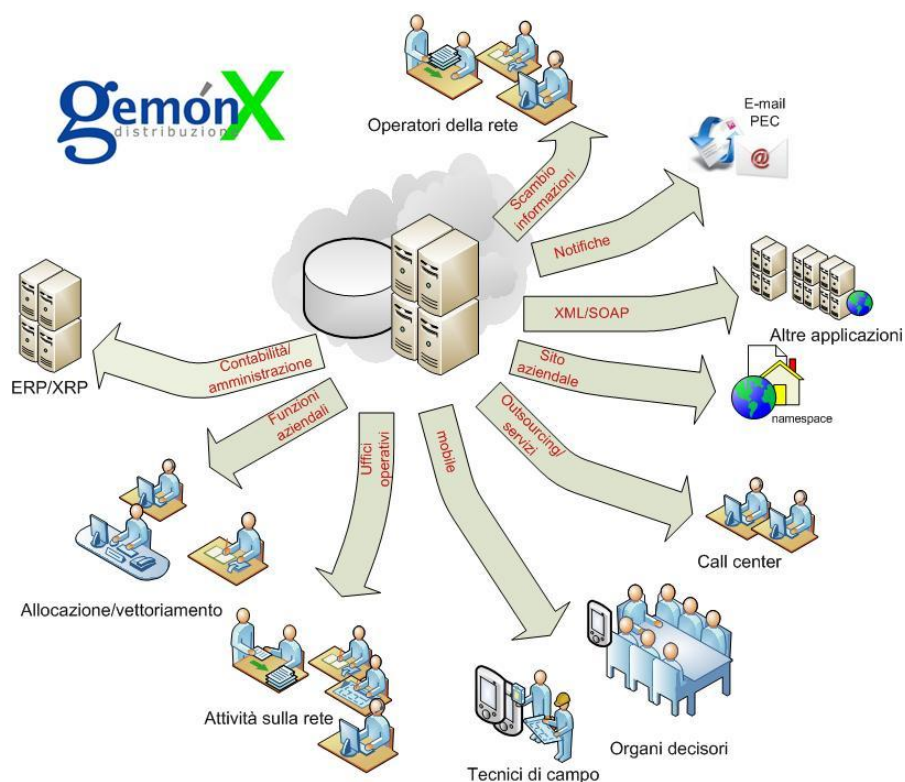 gemónX
distribuzione
Operatori della rete
E-mail
PEC
Scambio
informazioni
Notifiche
XML/SOAP
Altre applicazioni
Sito
aziendale
namespace
Contabilità/
amministrazione
ERP/XRP
Funzioni
aziendali
Uffici
operativi
mobile
Outsourcing/
servizi
Call center
Allocazione/vettoriamento
Attività sulla rete
Organi decisori
Tecnici di campo